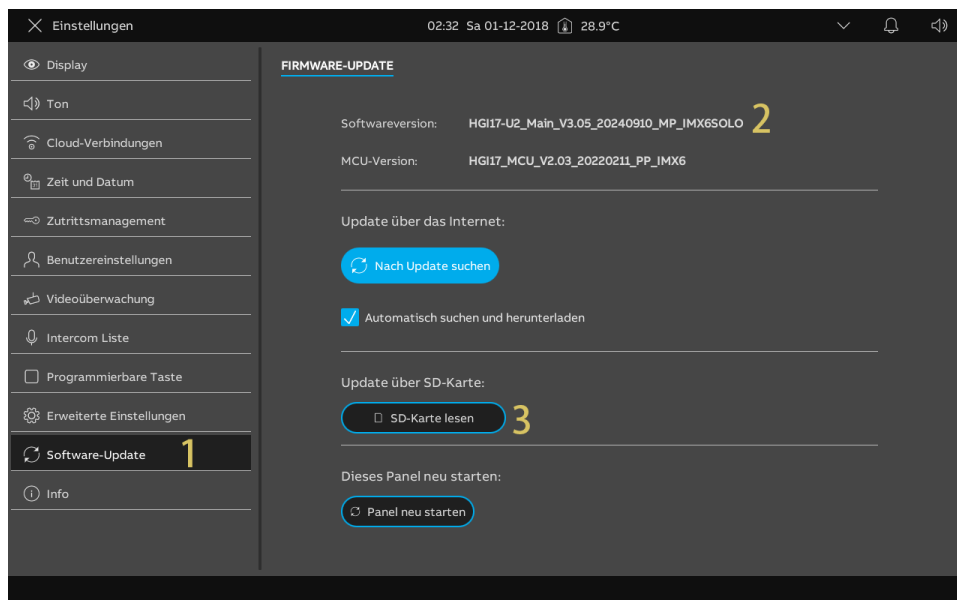 Einstellungen
02:32 Sa 01-12-2018 28.9°C
Display
Ton
Cloud-Verbindungen
Zeit und Datum
Zutrittsmanagement
Benutzereinstellungen
Videoüberwachung
Intercom Liste
Programmierbare Taste
Erweiterte Einstellungen
Software-Update 1
Info
FIRMWARE-UPDATE
Softwareversion: HGI17-U2_Main_V3.05_20240910_MP_IMX6SOLO 2
MCU-Version: HGI17_MCU_V2.03_20220211_PP_IMX6
Update über das Internet:
Nach Update suchen
Automatisch suchen und herunterladen
Update über SD-Karte:
SD-Karte lesen 3
Dieses Panel neu starten:
Panel neu starten